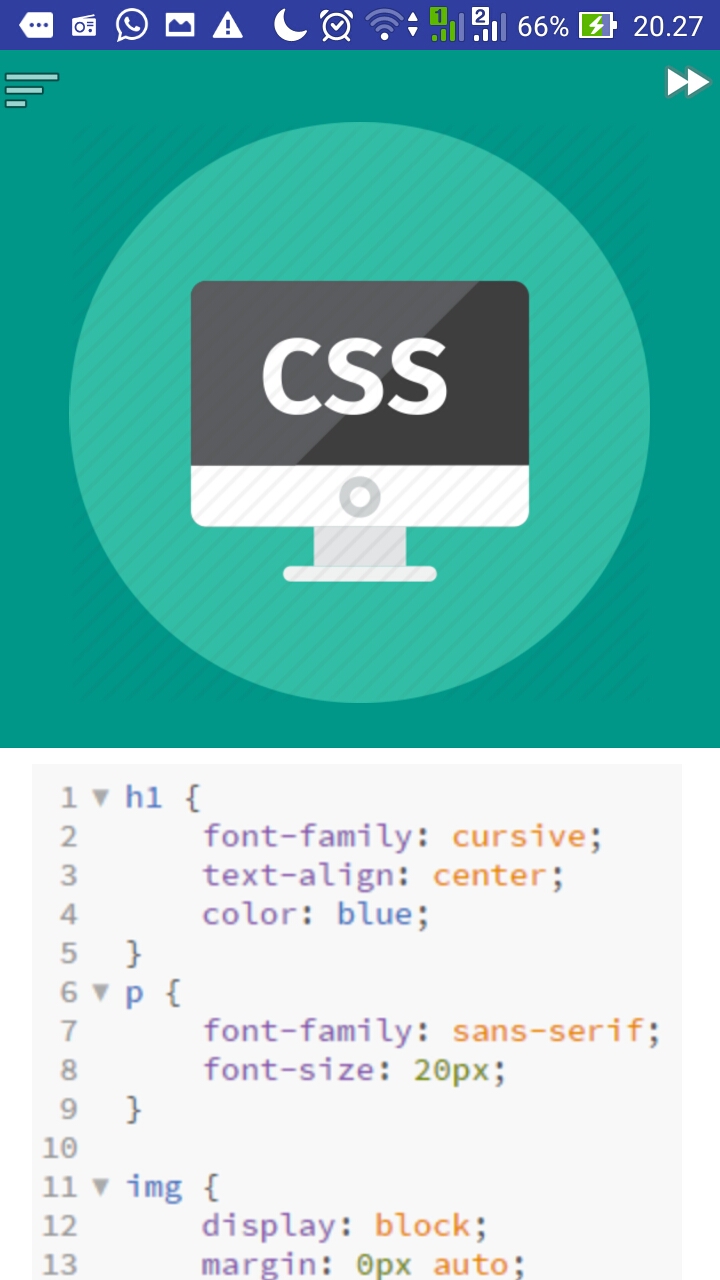 1 2 66% 20.27
CSS
1 ▼ h1 {
2 font-family: cursive;
3 text-align: center;
4 color: blue;
5 }
6 ▼ p {
7 font-family: sans-serif;
8 font-size: 20px;
9 }
10
11 ▼ img {
12 display: block;
13 margin: 0px auto;